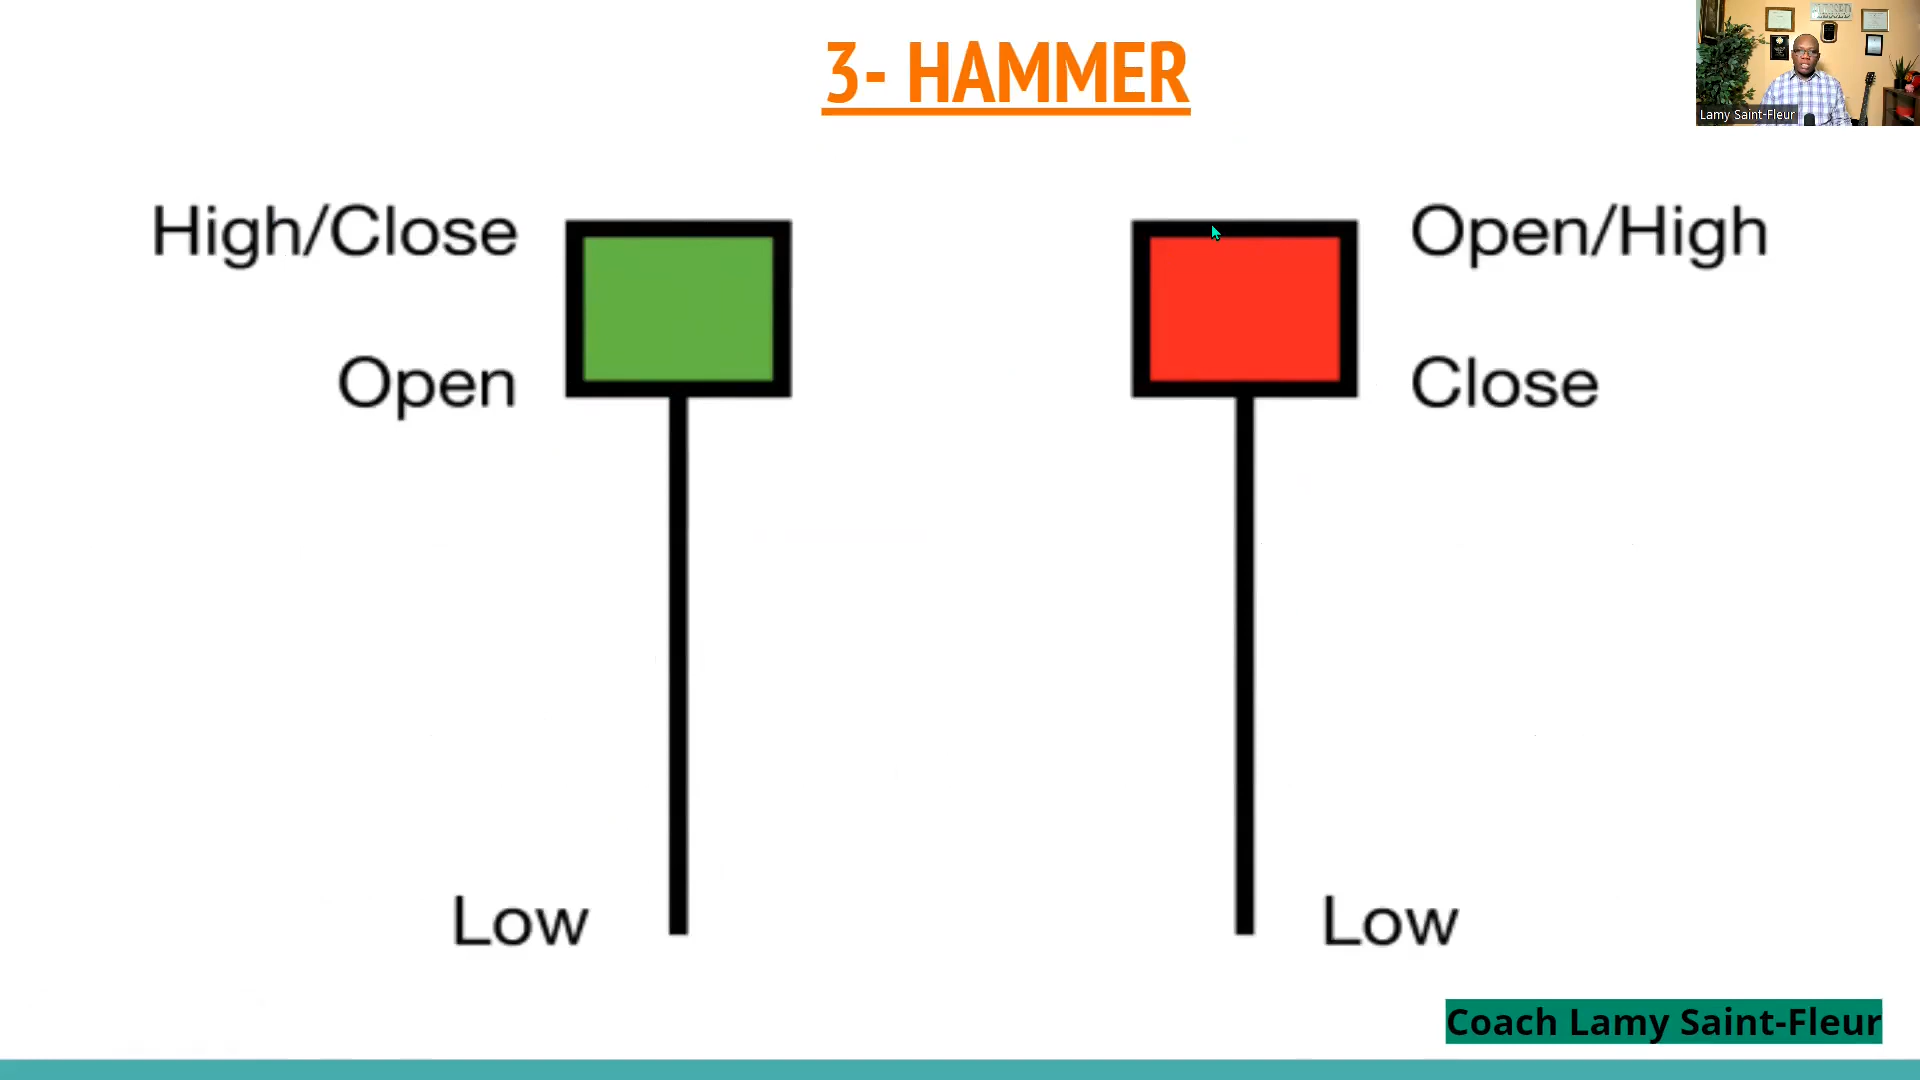 3- HAMMER
Lamy Saint-Fleur
High/Close
Open/High
Open
Close
Low
Low
Coach Lamy Saint-Fleur